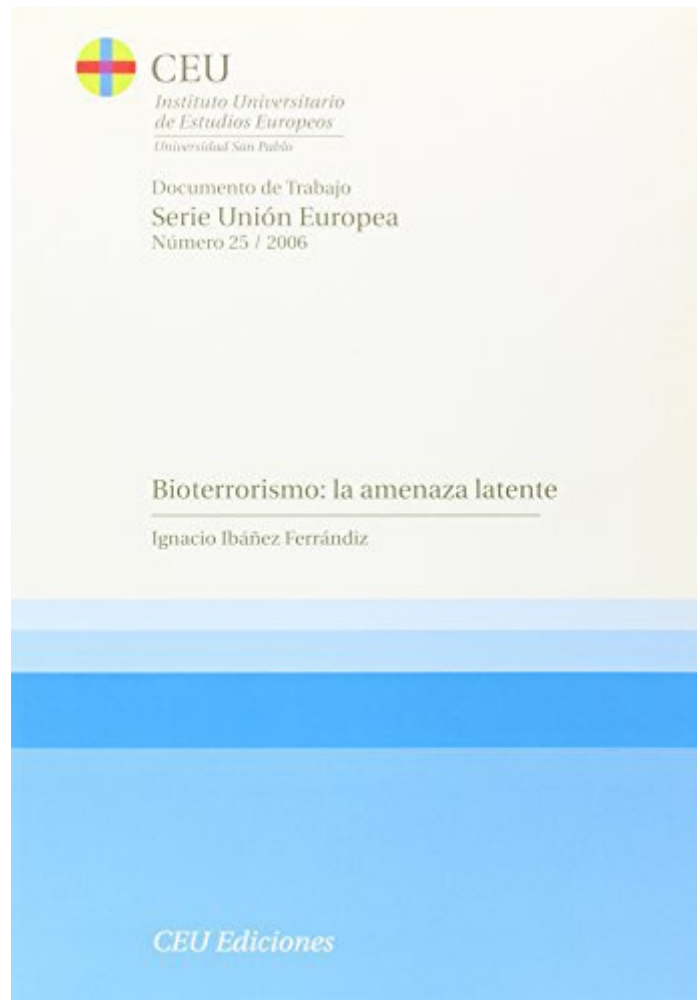 CEU
Instituto Universitario
de Estudios Europeos
Universidad San Pablo
Documento de Trabajo
Serie Unión Europea
Número 25 / 2006
Bioterrorismo: la amenaza latente
Ignacio Ibáñez Ferrándiz
CEU Ediciones